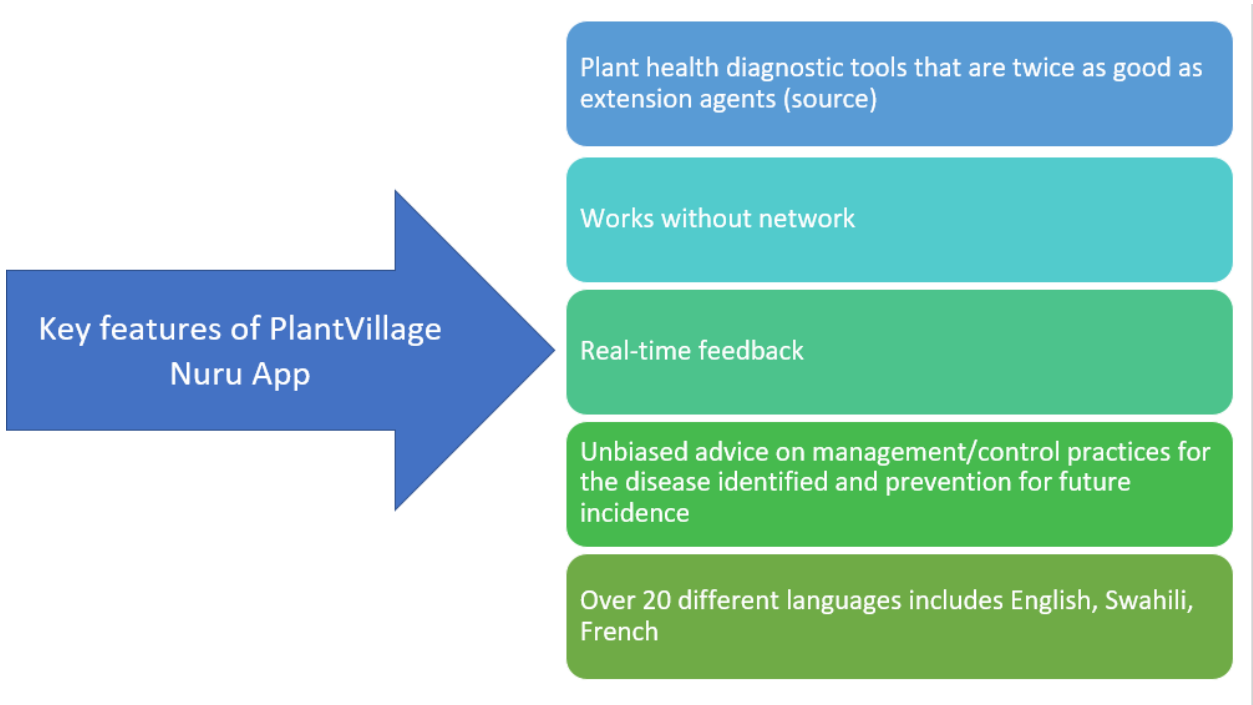 Key features of PlantVillage
Nuru App
Plant health diagnostic tools that are twice as good as
extension agents (source)
Works without network
Real-time feedback
Unbiased advice on management/control practices for
the disease identified and prevention for future
incidence
Over 20 different languages includes English, Swahili,
French